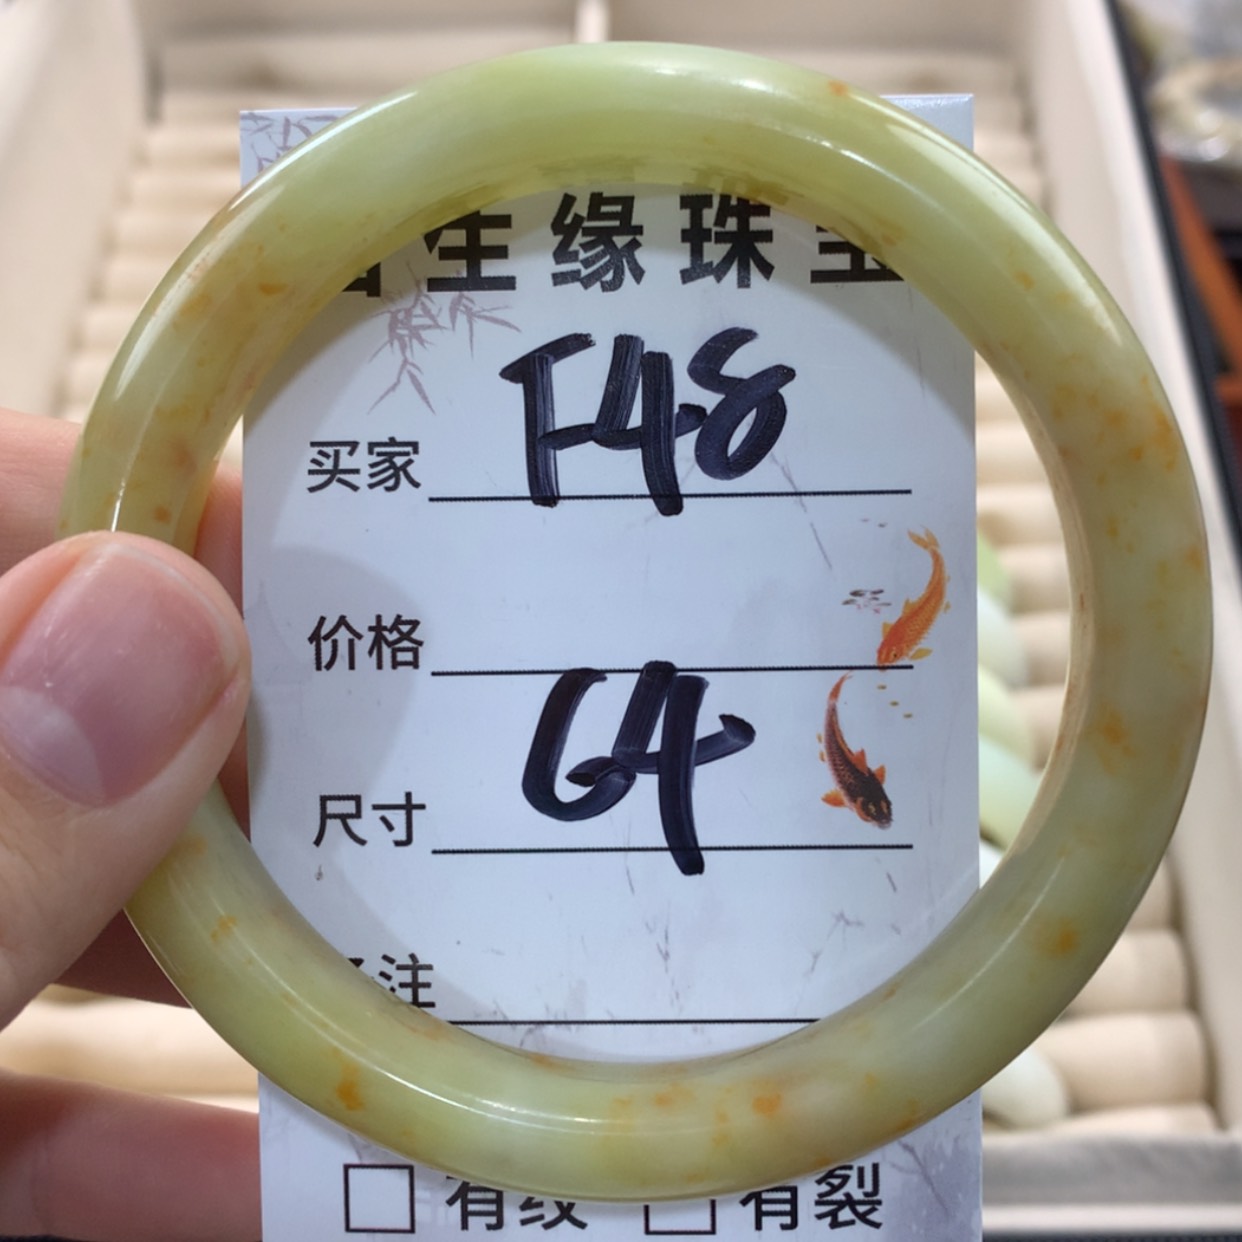 生缘珠宝
买家 F48
价格
尺寸 64
注
有纹 有裂